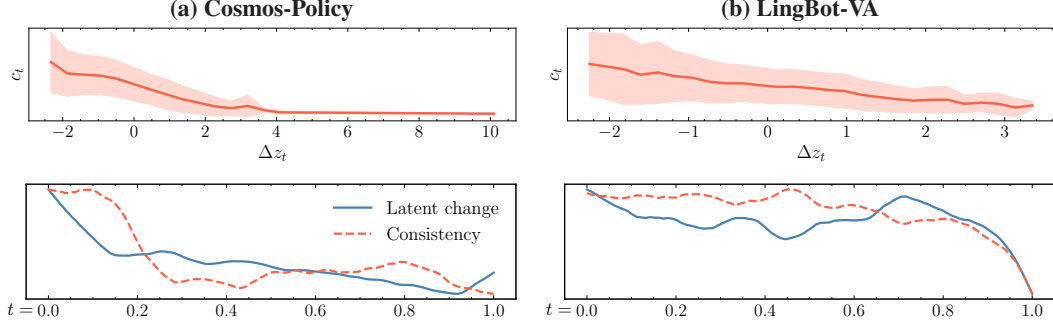 (a) Cosmos-Policy
c_t
−2 0 2 4 6 8 10
Δz_t
Latent change
Consistency
t = 0.0 0.2 0.4 0.6 0.8 1.0
(b) LingBot-VA
c_t
−2 −1 0 1 2 3
Δz_t
t = 0.0 0.2 0.4 0.6 0.8 1.0